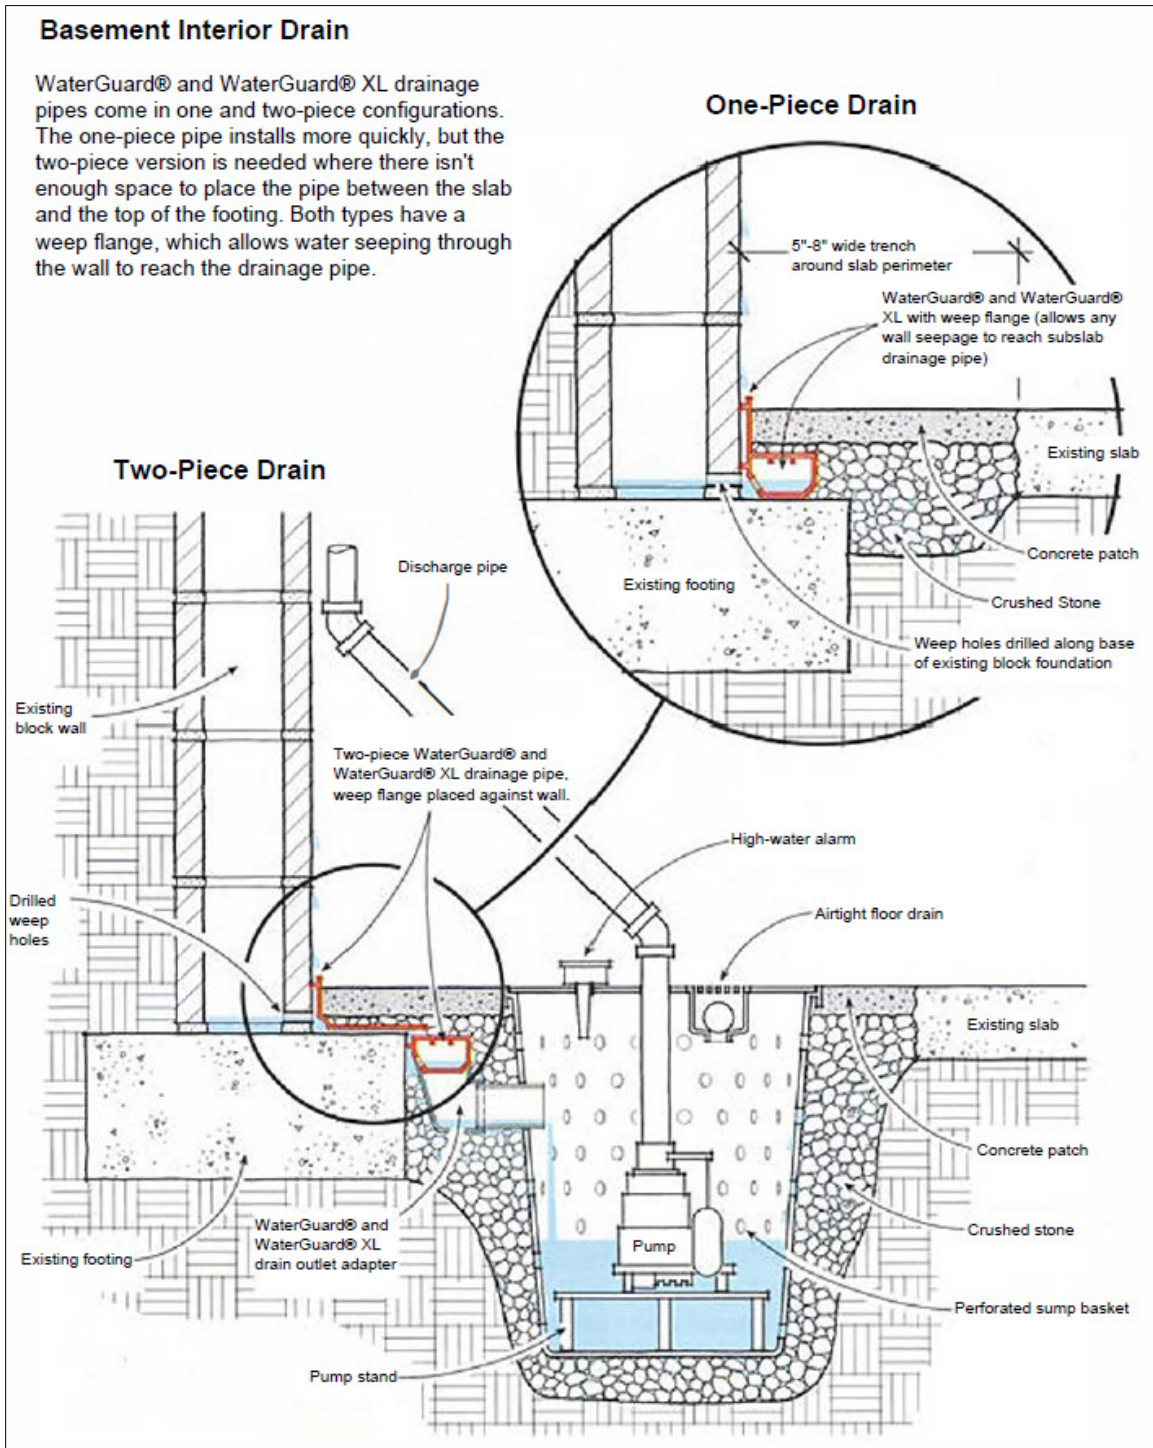 Basement Interior Drain
WaterGuard® and WaterGuard® XL drainage
pipes come in one and two-piece configurations.
The one-piece pipe installs more quickly, but the
two-piece version is needed where there isn't
enough space to place the pipe between the slab
and the top of the footing. Both types have a
weep flange, which allows water seeping through
the wall to reach the drainage pipe.
One-Piece Drain
5"-8" wide trench
around slab perimeter
WaterGuard® and WaterGuard®
XL with weep flange (allows any
wall seepage to reach subslab
drainage pipe)
Existing slab
Concrete patch
Existing footing
Crushed Stone
Weep holes drilled along base
of existing block foundation
Two-Piece Drain
Discharge pipe
Existing
block wall
Two-piece WaterGuard® and
WaterGuard® XL drainage pipe,
weep flange placed against wall.
High-water alarm
Drilled
weep
holes
Airtight floor drain
Existing slab
Concrete patch
WaterGuard® and
WaterGuard® XL
drain outlet adapter
Existing footing
Pump
Crushed stone
Perforated sump basket
Pump stand